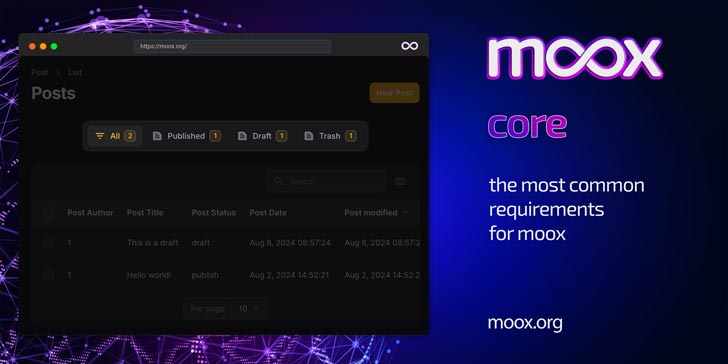 https://moox.org/
Post > List
Posts
New Post
All 2 Published 1 Draft 1 Trash 1
Search
Post Author Post Title Post Status Post Date Post modified
1 This is a draft draft Aug 8, 2024 08:57:24 Aug 8, 2024 08:57:2
1 Hello world! publish Aug 2, 2024 14:52:21 Aug 2, 2024 14:52:2
Per page 10
moox
core
the most common
requirements
for moox
moox.org